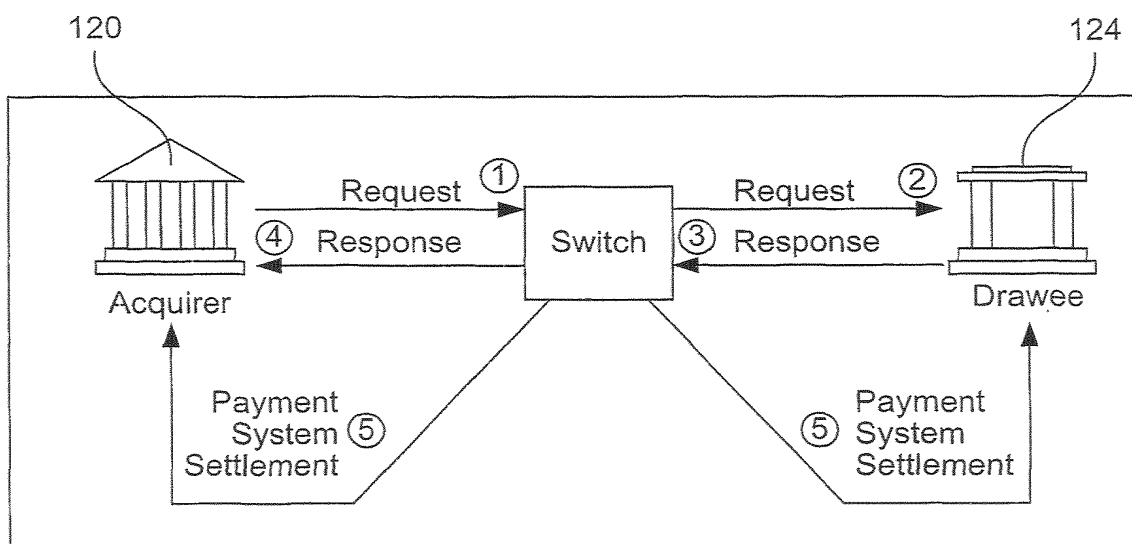 120
124
Request ①
Request ②
④ Response
Switch
③ Response
Acquirer
Drawee
Payment
System ⑤
Settlement
⑤ Payment
System
Settlement